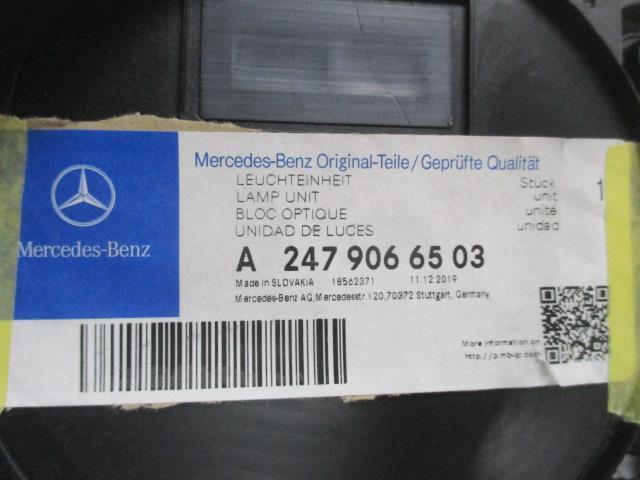 Mercedes-Benz Original-Teile/Geprüfte Qualität
LEUCHTEINHEIT Stück 1
LAMP UNIT unit
BLOC OPTIQUE unité
UNIDAD DE LUCES unidad
Mercedes-Benz
A 247 906 65 03
Made in SLOVAKIA 18562371 11.12.2019
Mercedes-Benz AG,Mercedesstr.120,70372 Stuttgart, Germany
More information on
http://p.mb-qr.com